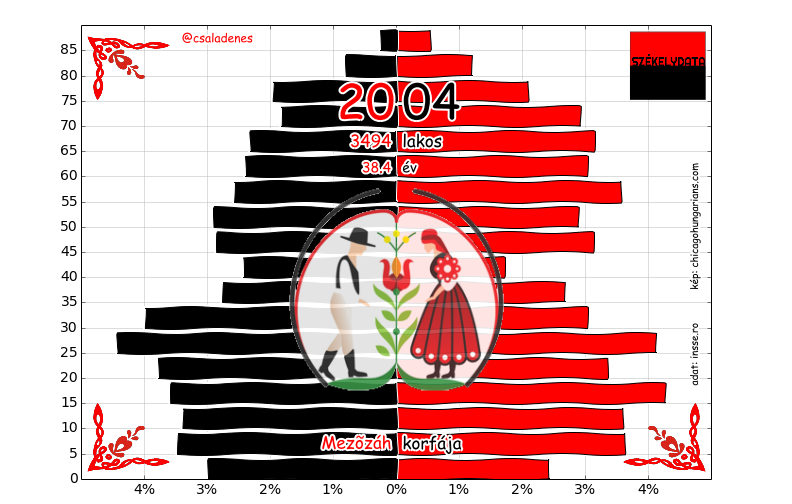 @csaladenes
SZÉKELYDATA
2004
3494 lakos
38.4 év
kép: chicagohungarians.com
adat: insse.ro
Mezőzáh korfája
85
80
75
70
65
60
55
50
45
40
35
30
25
20
15
10
5
0
4% 3% 2% 1% 0% 1% 2% 3% 4%